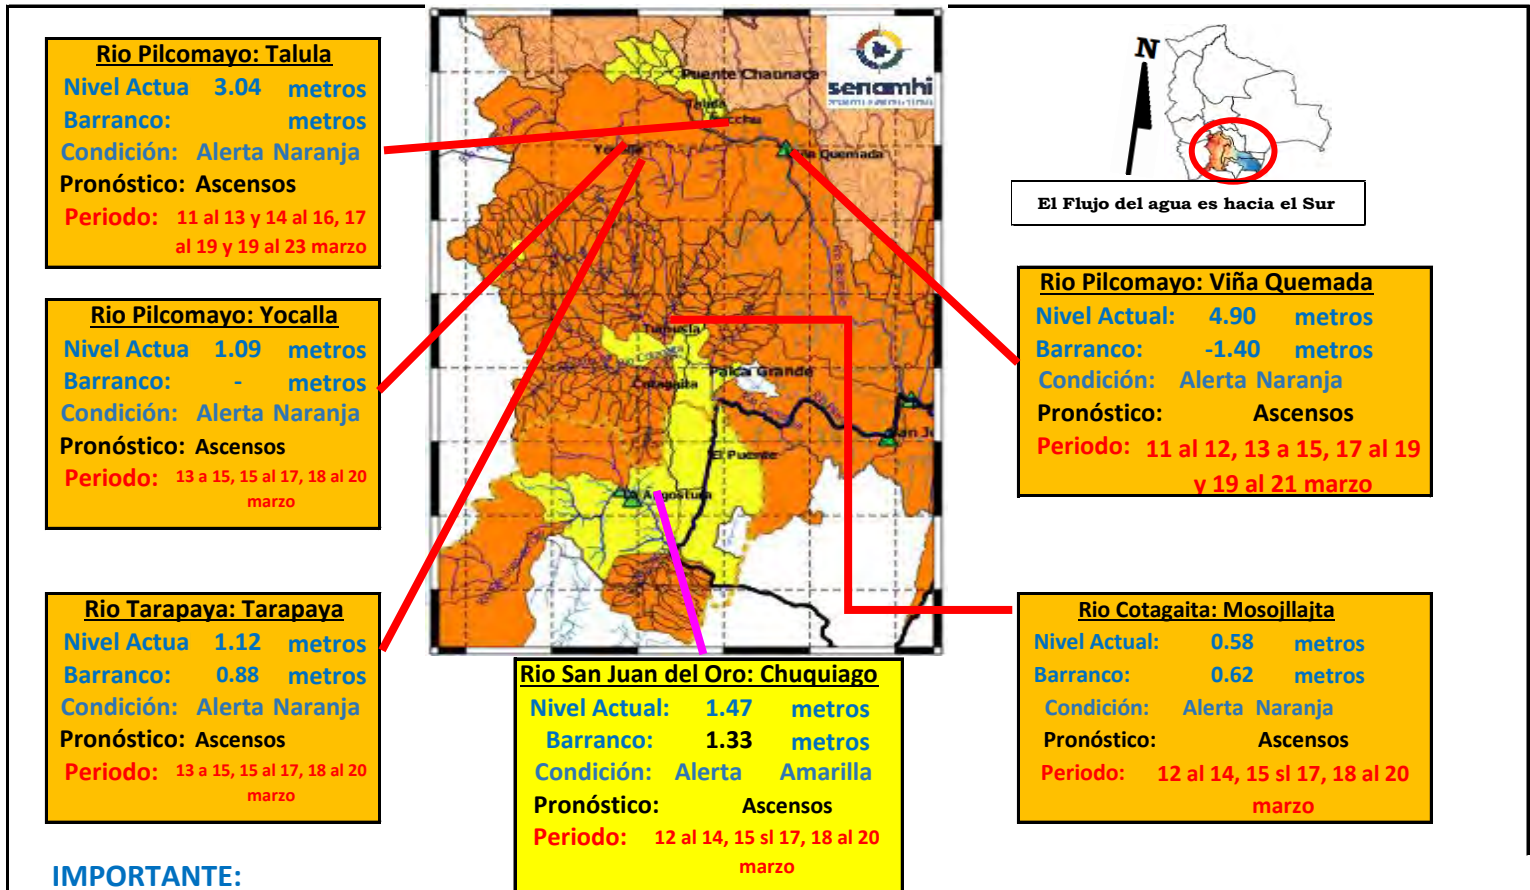 Rio Pilcomayo: Talula
Nivel Actua 3.04 metros
Barranco: metros
Condición: Alerta Naranja
Pronóstico: Ascensos
Periodo: 11 al 13 y 14 al 16, 17
al 19 y 19 al 23 marzo
Rio Pilcomayo: Yocalla
Nivel Actua 1.09 metros
Barranco: - metros
Condición: Alerta Naranja
Pronóstico: Ascensos
Periodo: 13 a 15, 15 al 17, 18 al 20
marzo
Rio Tarapaya: Tarapaya
Nivel Actua 1.12 metros
Barranco: 0.88 metros
Condición: Alerta Naranja
Pronóstico: Ascensos
Periodo: 13 a 15, 15 al 17, 18 al 20
marzo
IMPORTANTE:
Puente Chaunaca
senamhi
Talula
Viña Quemada
Tumusla
Rio Cotagaita
Cotagaita
Palca Grande
El Puente
La Angostura
San J
Rio San Juan del Oro: Chuquiago
Nivel Actual: 1.47 metros
Barranco: 1.33 metros
Condición: Alerta Amarilla
Pronóstico: Ascensos
Periodo: 12 al 14, 15 sl 17, 18 al 20
marzo
N
El Flujo del agua es hacia el Sur
Rio Pilcomayo: Viña Quemada
Nivel Actual: 4.90 metros
Barranco: -1.40 metros
Condición: Alerta Naranja
Pronóstico: Ascensos
Periodo: 11 al 12, 13 a 15, 17 al 19
y 19 al 21 marzo
Rio Cotagaita: Mosojllajta
Nivel Actual: 0.58 metros
Barranco: 0.62 metros
Condición: Alerta Naranja
Pronóstico: Ascensos
Periodo: 12 al 14, 15 sl 17, 18 al 20
marzo